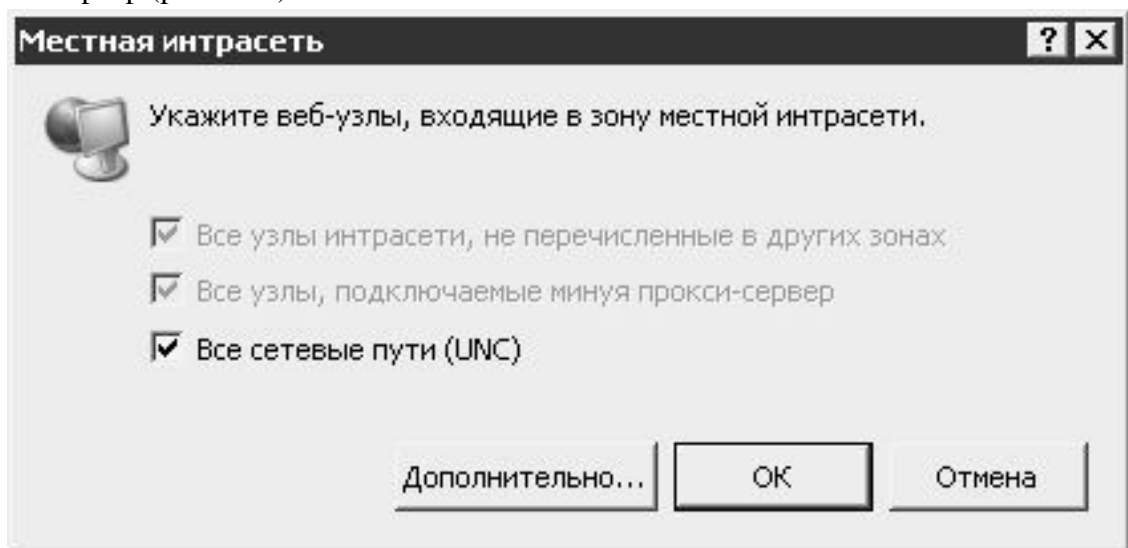 Местная интрасеть
Укажите веб-узлы, входящие в зону местной интрасети.
Все узлы интрасети, не перечисленные в других зонах
Все узлы, подключаемые минуя прокси-сервер
Все сетевые пути (UNC)
Дополнительно... ОК Отмена